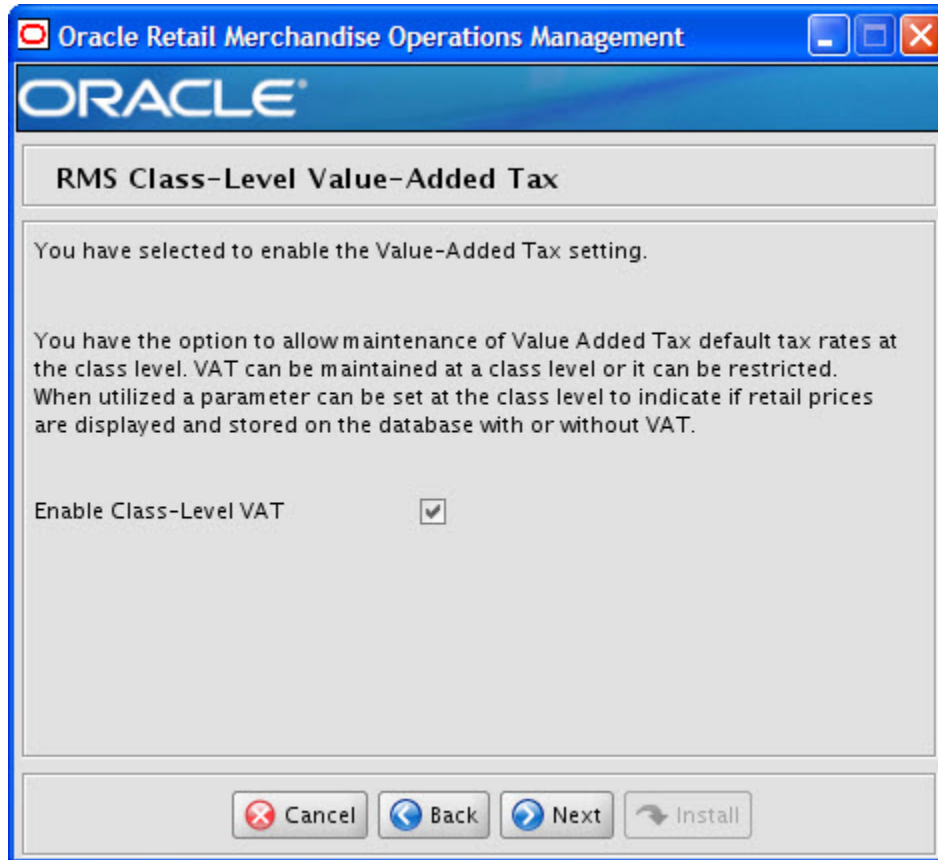 Oracle Retail Merchandise Operations Management
ORACLE®
RMS Class-Level Value-Added Tax
You have selected to enable the Value-Added Tax setting.
You have the option to allow maintenance of Value Added Tax default tax rates at
the class level. VAT can be maintained at a class level or it can be restricted.
When utilized a parameter can be set at the class level to indicate if retail prices
are displayed and stored on the database with or without VAT.
Enable Class-Level VAT
Cancel Back Next Install